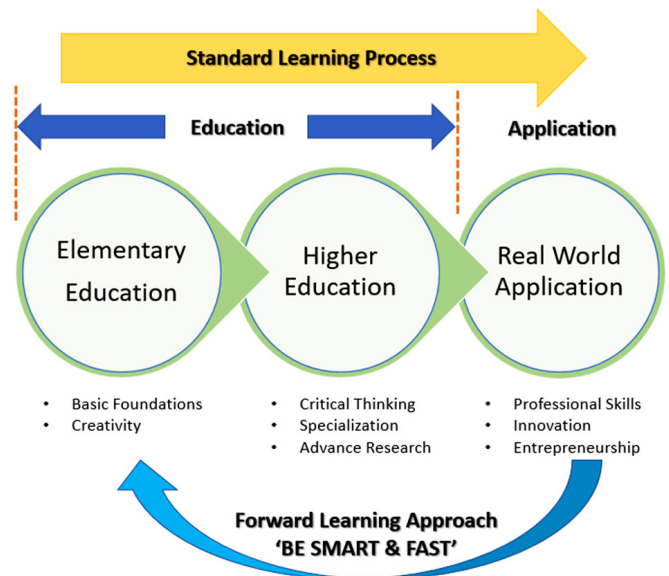 Standard Learning Process
Education
Application
Elementary
Education
Higher
Education
Real World
Application
• Basic Foundations
• Creativity
• Critical Thinking
• Specialization
• Advance Research
• Professional Skills
• Innovation
• Entrepreneurship
Forward Learning Approach
‘BE SMART & FAST’